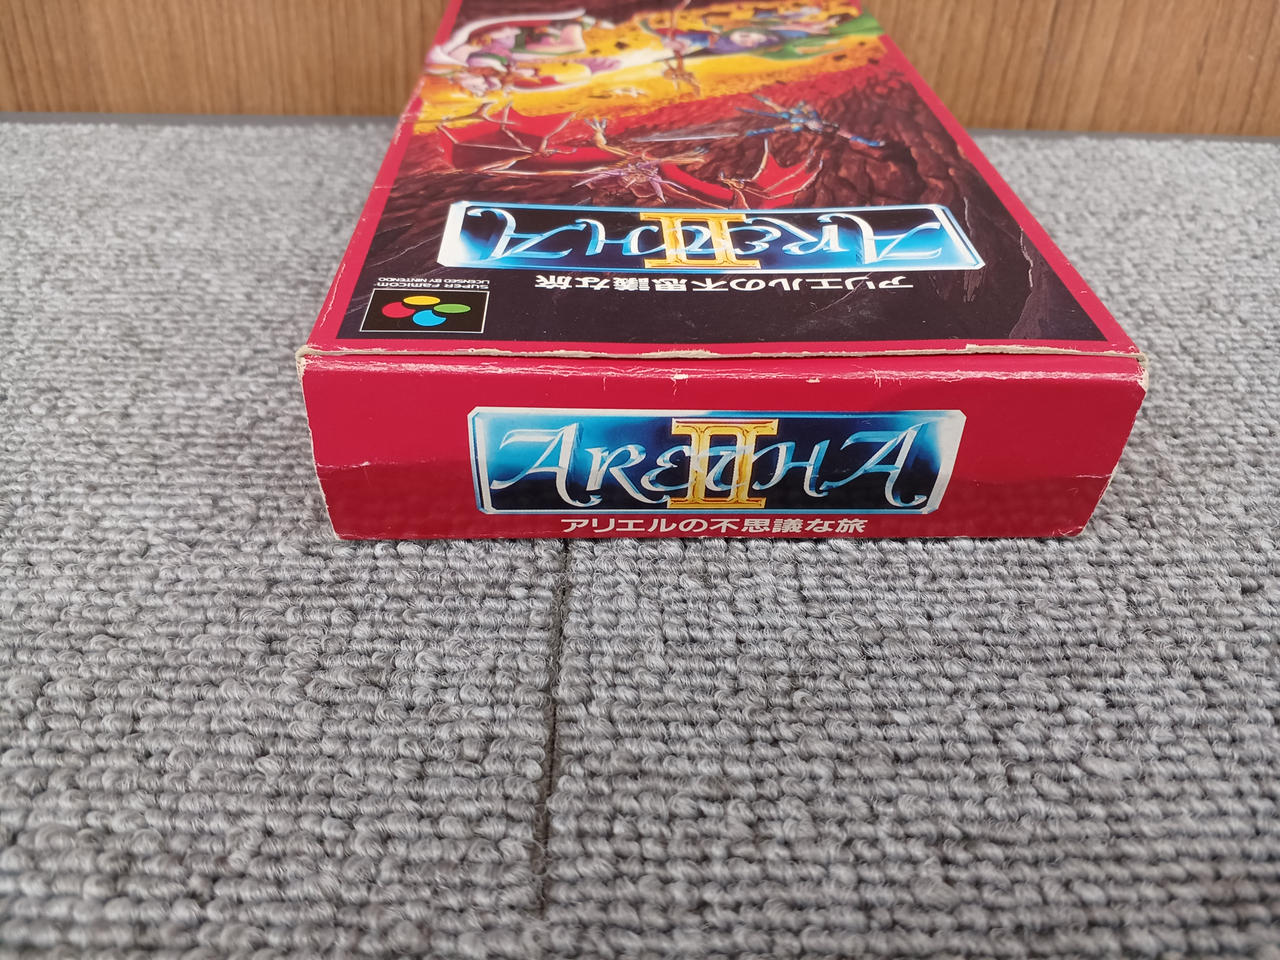 ARETHA II
アリエルの不思議な旅
SUPER FAMICOM™
LICENSED BY NINTENDO
ARETHA II
アリエルの不思議な旅